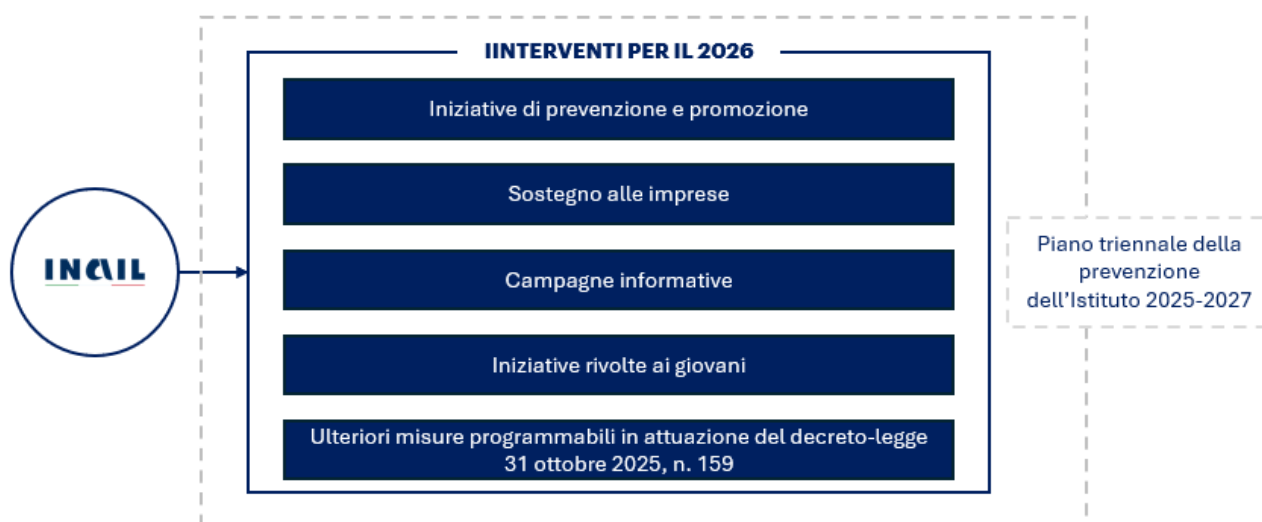 IINTERVENTI PER IL 2026
Iniziative di prevenzione e promozione
Sostegno alle imprese
Campagne informative
Iniziative rivolte ai giovani
Ulteriori misure programmabili in attuazione del decreto-legge
31 ottobre 2025, n. 159
INAIL
Piano triennale della
prevenzione
dell’Istituto 2025-2027